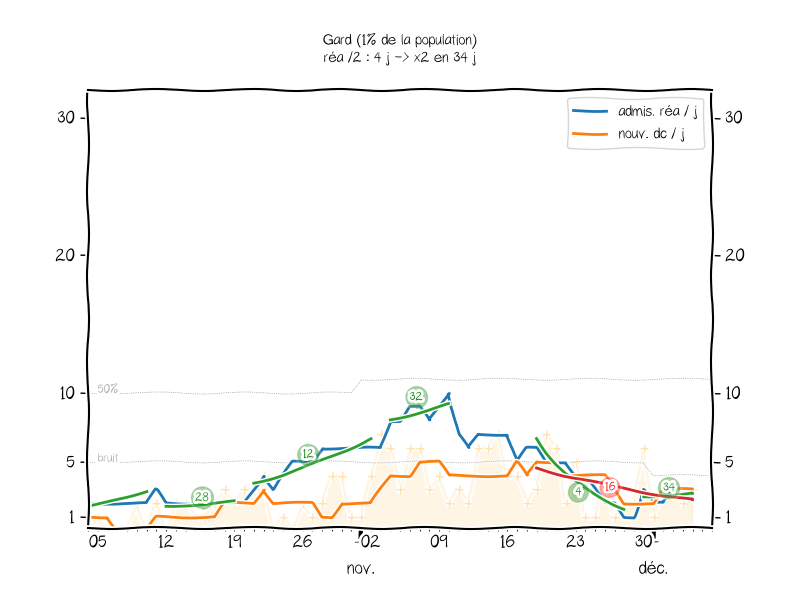 Gard (1% de la population)
réa /2 : 4 j -> x2 en 34 j
admis. réa / j
nouv. dc / j
30 30
20 20
10 10
5 5
1 1
50%
bruit
28
12
32
4
16
34
05 12 19 26 02 09 16 23 30
nov. déc.